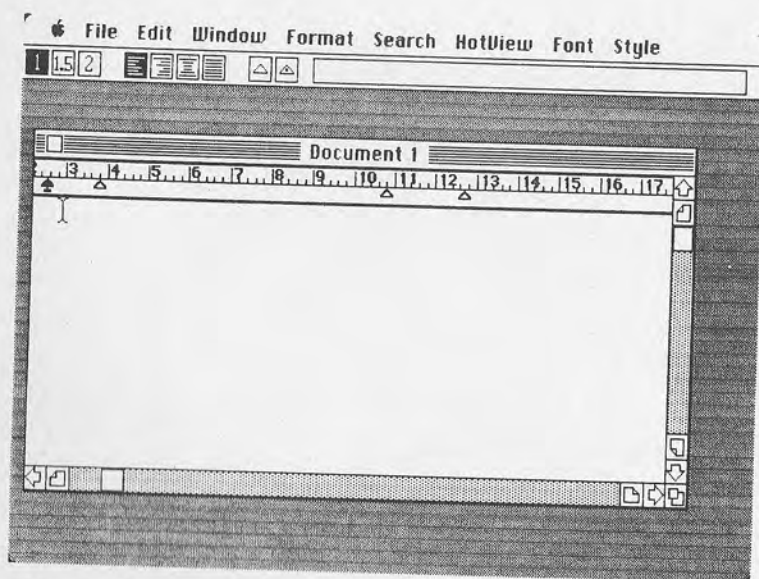 File Edit Window Format Search HotView Font Style
1 1.5 2
Document 1
3 4 5 6 7 8 9 10 11 12 13 14 15 16 17